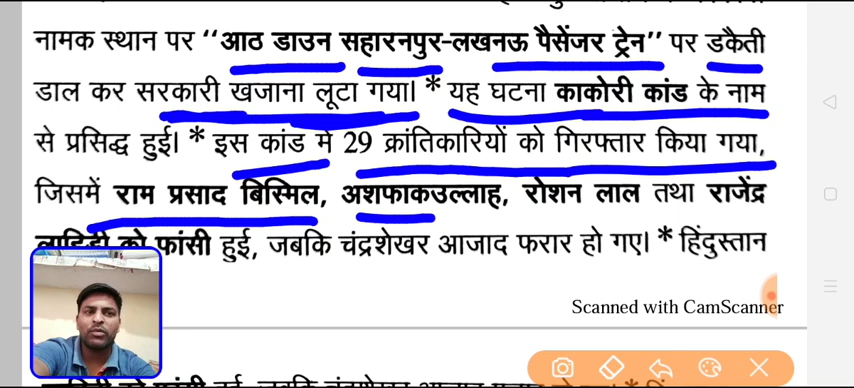 नामक स्थान पर ‘‘आठ डाउन सहारनपुर-लखनऊ पैसेंजर ट्रेन’’ पर डकैती
डाल कर सरकारी खजाना लूटा गया। * यह घटना काकोरी कांड के नाम
से प्रसिद्ध हुई। * इस कांड में 29 क्रांतिकारियों को गिरफ्तार किया गया,
जिसमें राम प्रसाद बिस्मिल, अशफाकउल्लाह, रोशन लाल तथा राजेंद्र
लाहिड़ी को फांसी हुई, जबकि चंद्रशेखर आजाद फरार हो गए। * हिंदुस्तान
Scanned with CamScanner